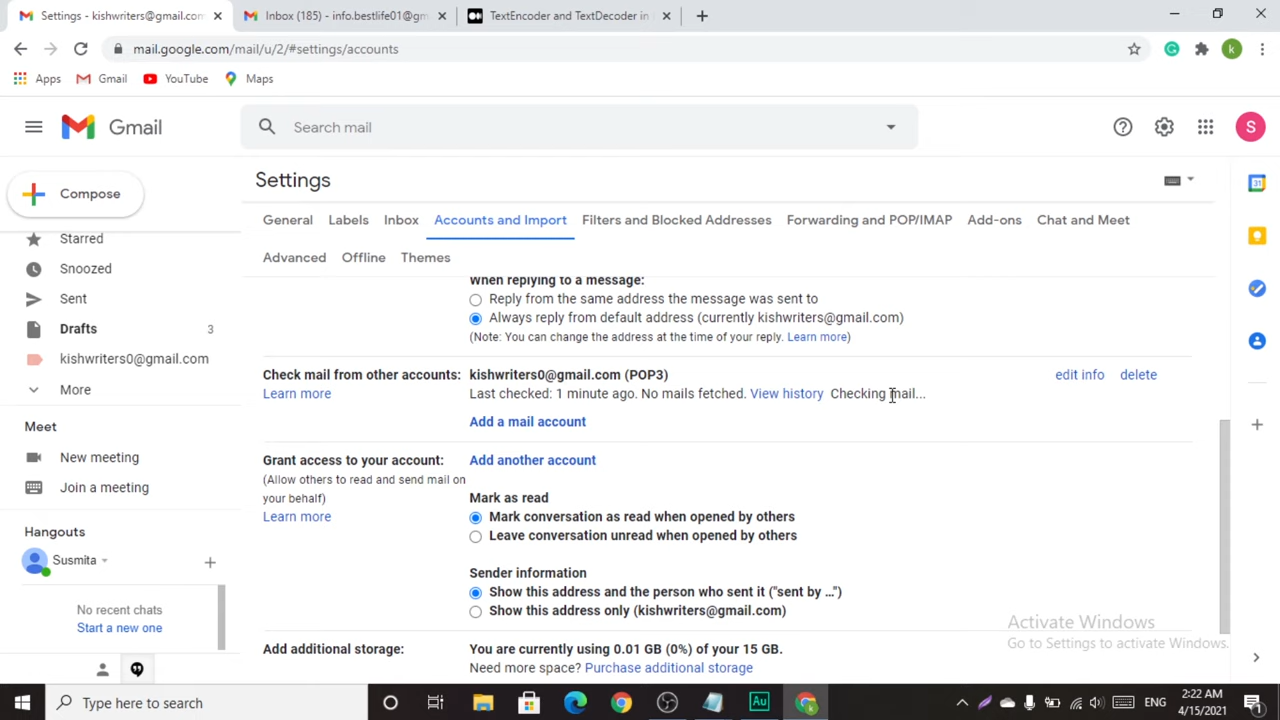 Settings - kishwriters@gmail.com
Inbox (185) - info.bestlife01@gm
TextEncoder and TextDecoder in
mail.google.com/mail/u/2/#settings/accounts
Apps
Gmail
YouTube
Maps
k
Gmail
Search mail
S
Compose
Starred
Snoozed
Sent
Drafts 3
kishwriters0@gmail.com
More
Meet
New meeting
Join a meeting
Hangouts
Susmita
No recent chats
Start a new one
Settings
General Labels Inbox Accounts and Import Filters and Blocked Addresses Forwarding and POP/IMAP Add-ons Chat and Meet
Advanced Offline Themes
When replying to a message:
Reply from the same address the message was sent to
Always reply from default address (currently kishwriters@gmail.com)
(Note: You can change the address at the time of your reply. Learn more)
Check mail from other accounts: kishwriters0@gmail.com (POP3) edit info delete
Learn more Last checked: 1 minute ago. No mails fetched. View history Checking mail...
Add a mail account
Grant access to your account: Add another account
(Allow others to read and send mail on
your behalf)
Learn more
Mark as read
Mark conversation as read when opened by others
Leave conversation unread when opened by others
Sender information
Show this address and the person who sent it ("sent by ...")
Show this address only (kishwriters@gmail.com)
Add additional storage: You are currently using 0.01 GB (0%) of your 15 GB.
Need more space? Purchase additional storage
31
Activate Windows
Go to Settings to activate Windows.
Type here to search
Au
ENG
2:22 AM
4/15/2021
1